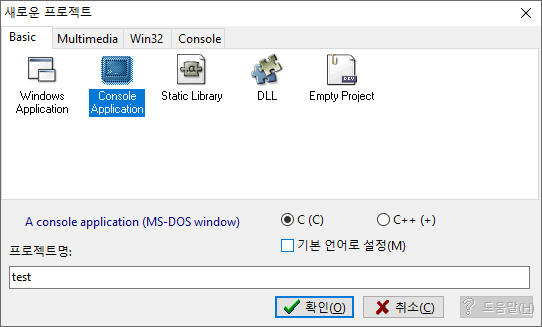 새로운 프로젝트
Basic Multimedia Win32 Console
Windows Application
Console Application
Static Library
DLL
Empty Project
DEV
A console application (MS-DOS window)
C (C)
C++ (+)
기본 언어로 설정(M)
프로젝트명:
test
확인(O)
취소(C)
도움말(H)